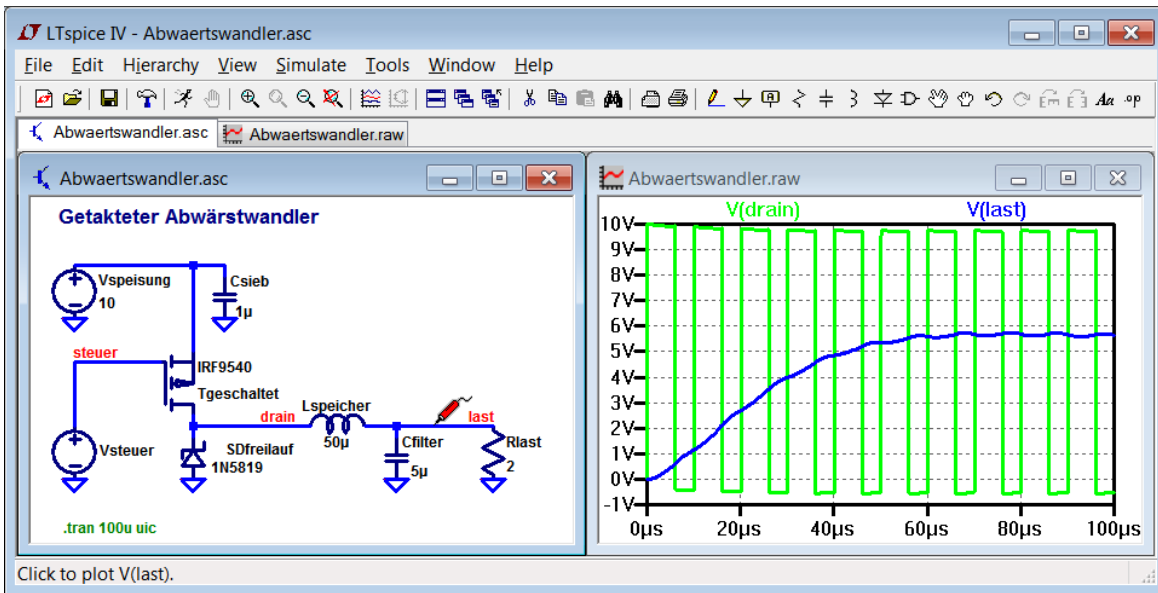 LTspice IV - Abwaertswandler.asc
File Edit Hierarchy View Simulate Tools Window Help
Aa .op
Abwaertswandler.asc Abwaertswandler.raw
Abwaertswandler.asc
Getakteter Abwärstwandler
Vspeisung
10
Csieb
1µ
steuer
IRF9540
Tgeschaltet
Vsteuer
drain
Lspeicher
50µ
last
SDfreilauf
1N5819
Cfilter
5µ
Rlast
2
.tran 100u uic
Abwaertswandler.raw
V(drain) V(last)
10V
9V
8V
7V
6V
5V
4V
3V
2V
1V
0V
-1V
0µs 20µs 40µs 60µs 80µs 100µs
Click to plot V(last).